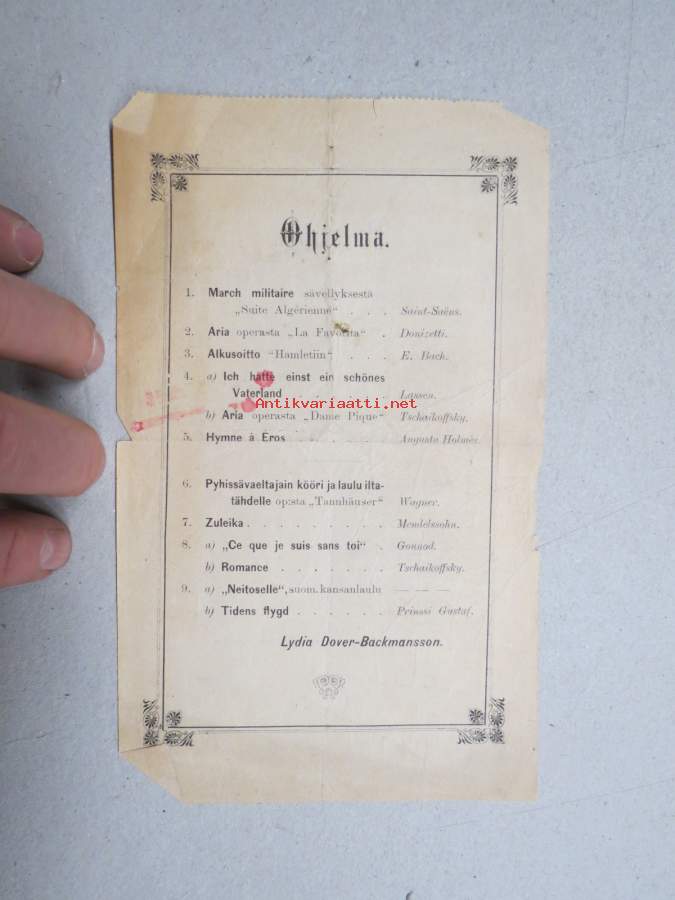 Ohjelma.
1. March militaire sävellyksestä
„Suite Algérienne“ . . . Saint-Saëns.
2. Aria operasta „La Favorita“ . Donizetti.
3. Alkusoitto “Hamletiin“ . . . E. Bach.
4. a) Ich hatte einst ein schönes
Vaterland . . . . . . Lassen.
b) Aria operasta „Dame Pique“ Tschaikoffsky.
5. Hymne à Éros . . . . . Augusta Holmés.
Antikvariaatti.net
6. Pyhissävaeltajain kööri ja laulu ilta-
tähdelle op:sta „Tannhäuser“ Wagner.
7. Zuleika . . . . . . . . . Mendelssohn.
8. a) „Ce que je suis sans toi“ . Gounod.
b) Romance . . . . . . . Tschaikoffsky.
9. a) „Neitoselle“, suom. kansanlaulu — — —
b) Tidens flygd . . . . . . Prinssi Gustaf.
Lydia Dover-Backmansson.